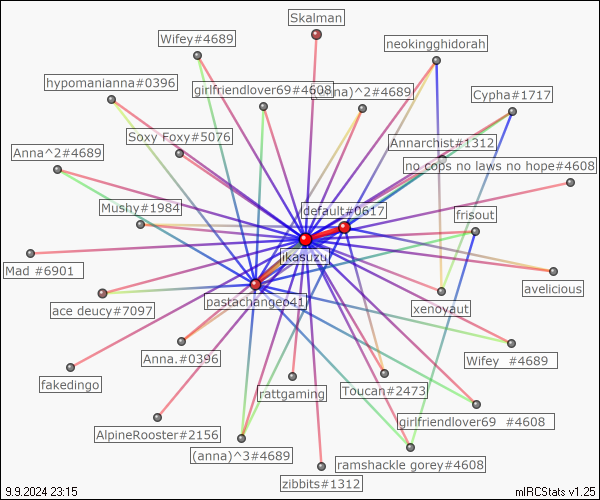 Skalman
Wifey#4689
neokingghidorah
hypomanianna#0396
girlfriendlover69#4608
(anna)^2#4689
Cypha#1717
Soxy Foxy#5076
Annarchist#1312
Anna^2#4689
no cops no laws no hope#4608
Mushy#1984
default#0617
frisout
jikasuzu
Mad #6901
avelicious
ace deucy#7097
pastachangeo41
xenoyaut
Anna.#0396
Wifey #4689
fakedingo
rattgaming
Toucan#2473
girlfriendlover69 #4608
AlpineRooster#2156
(anna)^3#4689
ramshackle gorey#4608
zibbits#1312
9.9.2024 23:15
mIRCStats v1.25